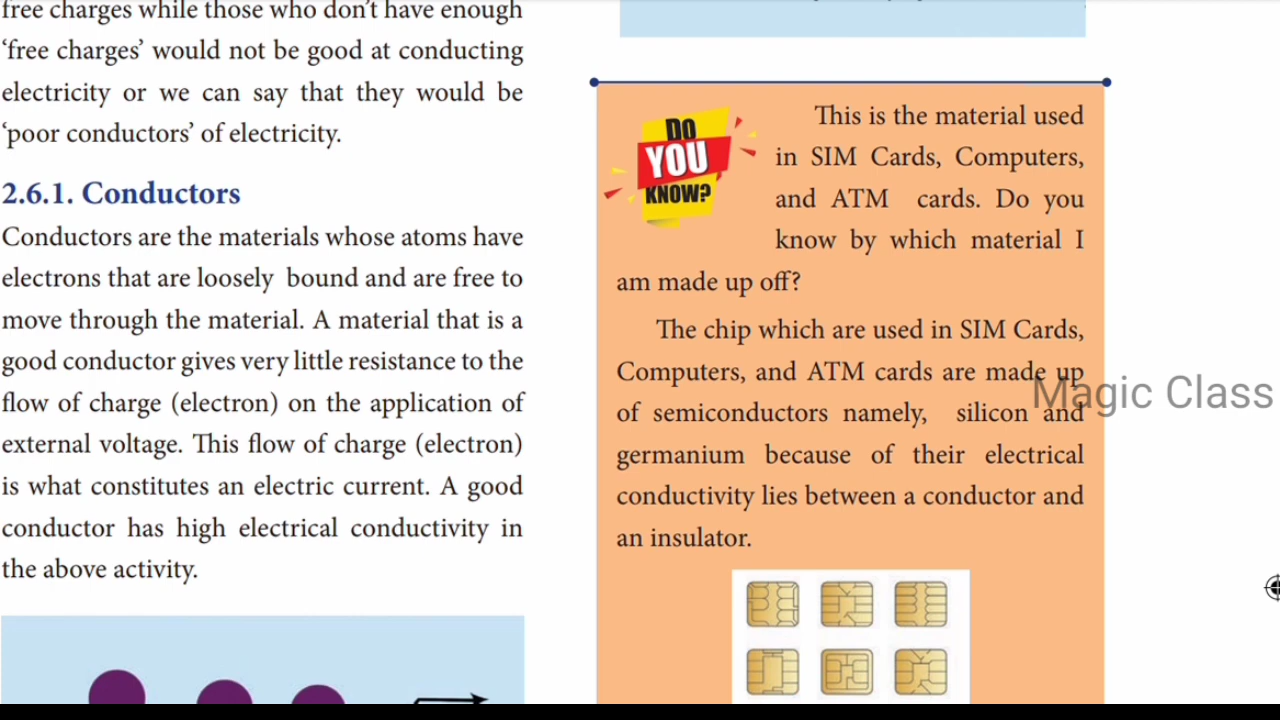 free charges while those who don't have enough
‘free charges’ would not be good at conducting
electricity or we can say that they would be
‘poor conductors’ of electricity.
2.6.1. Conductors
Conductors are the materials whose atoms have
electrons that are loosely bound and are free to
move through the material. A material that is a
good conductor gives very little resistance to the
flow of charge (electron) on the application of
external voltage. This flow of charge (electron)
is what constitutes an electric current. A good
conductor has high electrical conductivity in
the above activity.
DO
YOU
KNOW?
This is the material used
in SIM Cards, Computers,
and ATM cards. Do you
know by which material I
am made up off?
The chip which are used in SIM Cards,
Computers, and ATM cards are made up
of semiconductors namely, silicon and
germanium because of their electrical
conductivity lies between a conductor and
an insulator.
Magic Class